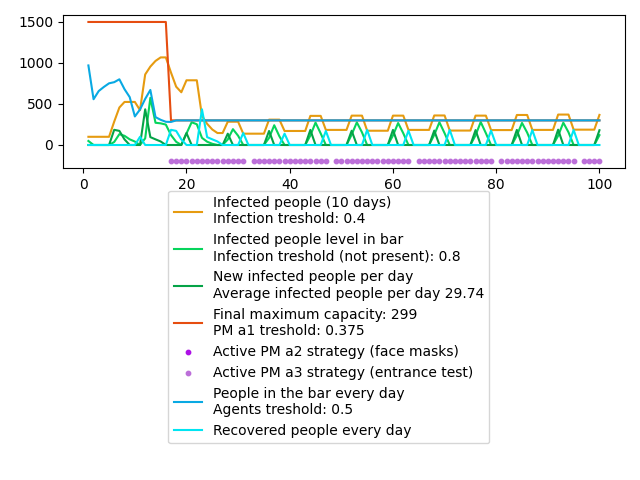 1500
1000
500
0
0
20
40
60
80
100
Infected people (10 days)
Infection treshold: 0.4
Infected people level in bar
Infection treshold (not present): 0.8
New infected people per day
Average infected people per day 29.74
Final maximum capacity: 299
PM a1 treshold: 0.375
Active PM a2 strategy (face masks)
Active PM a3 strategy (entrance test)
People in the bar every day
Agents treshold: 0.5
Recovered people every day